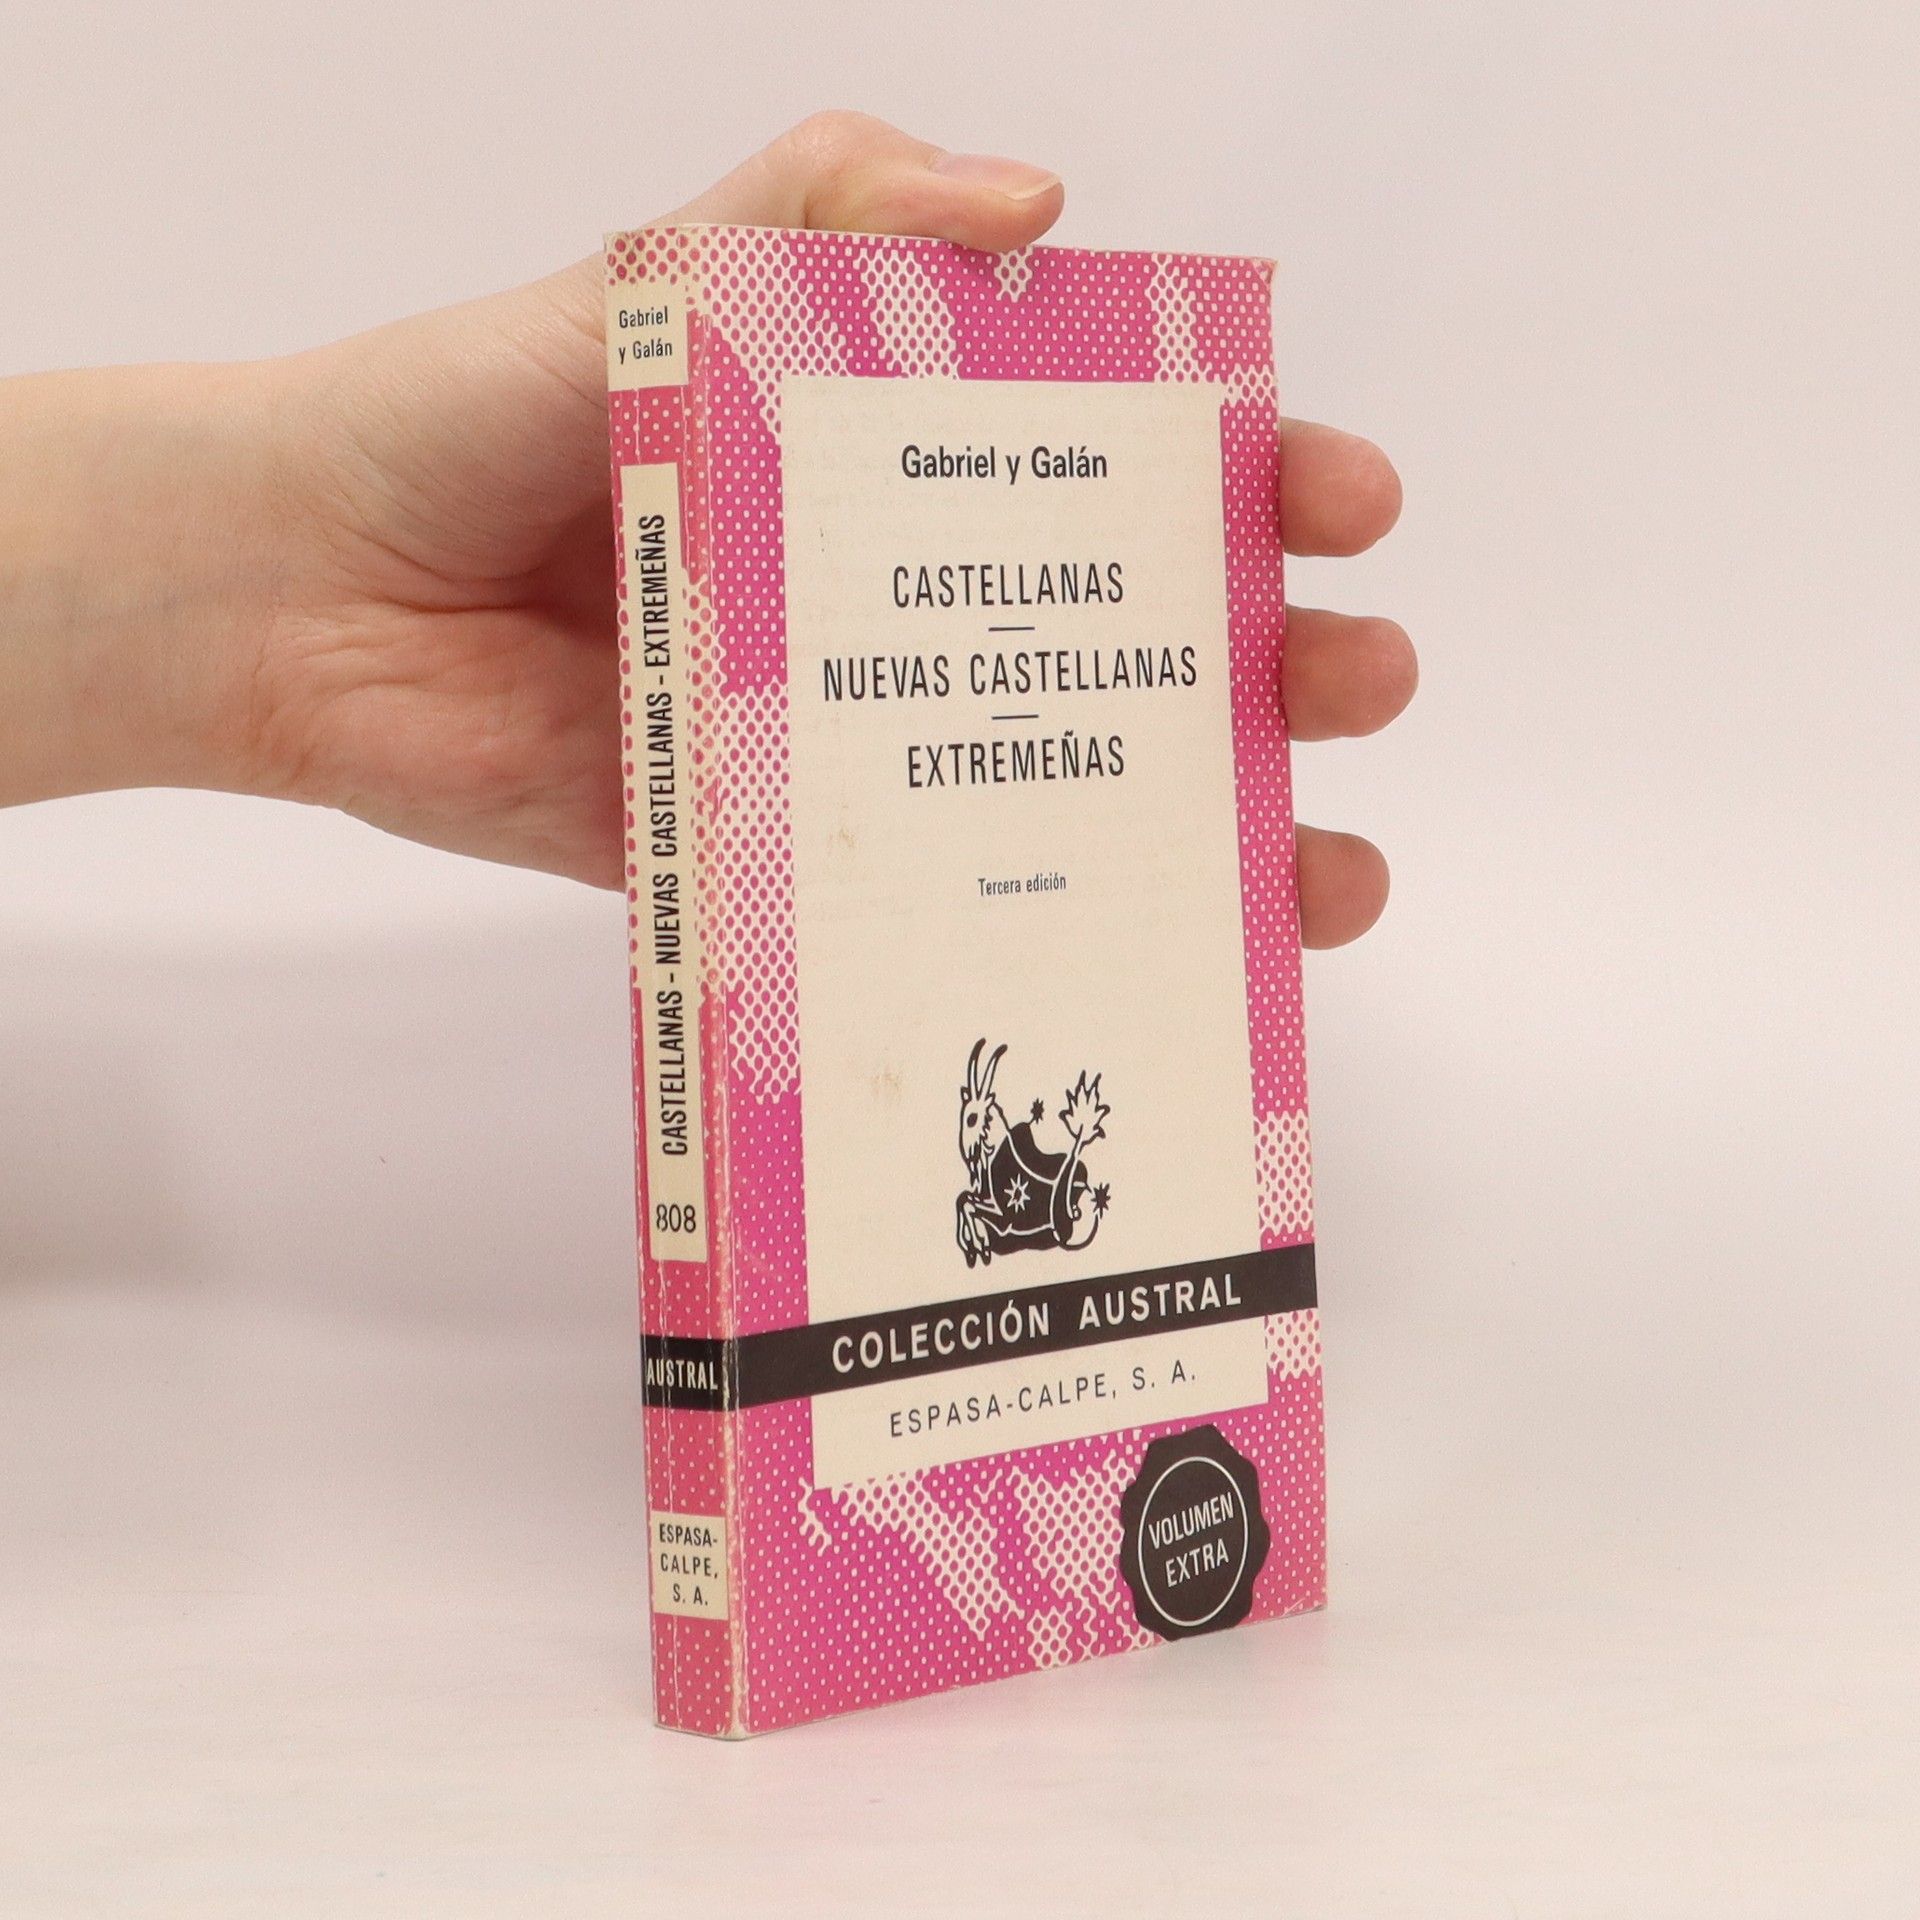 Gabriel
y Galán
CASTELLANAS - NUEVAS CASTELLANAS - EXTREMEÑAS
808
AUSTRAL
ESPASA-
CALPE,
S. A.
Gabriel y Galán
CASTELLANAS
NUEVAS CASTELLANAS
EXTREMEÑAS
Tercera edición
COLECCIÓN AUSTRAL
ESPASA-CALPE, S. A.
VOLUMEN
EXTRA